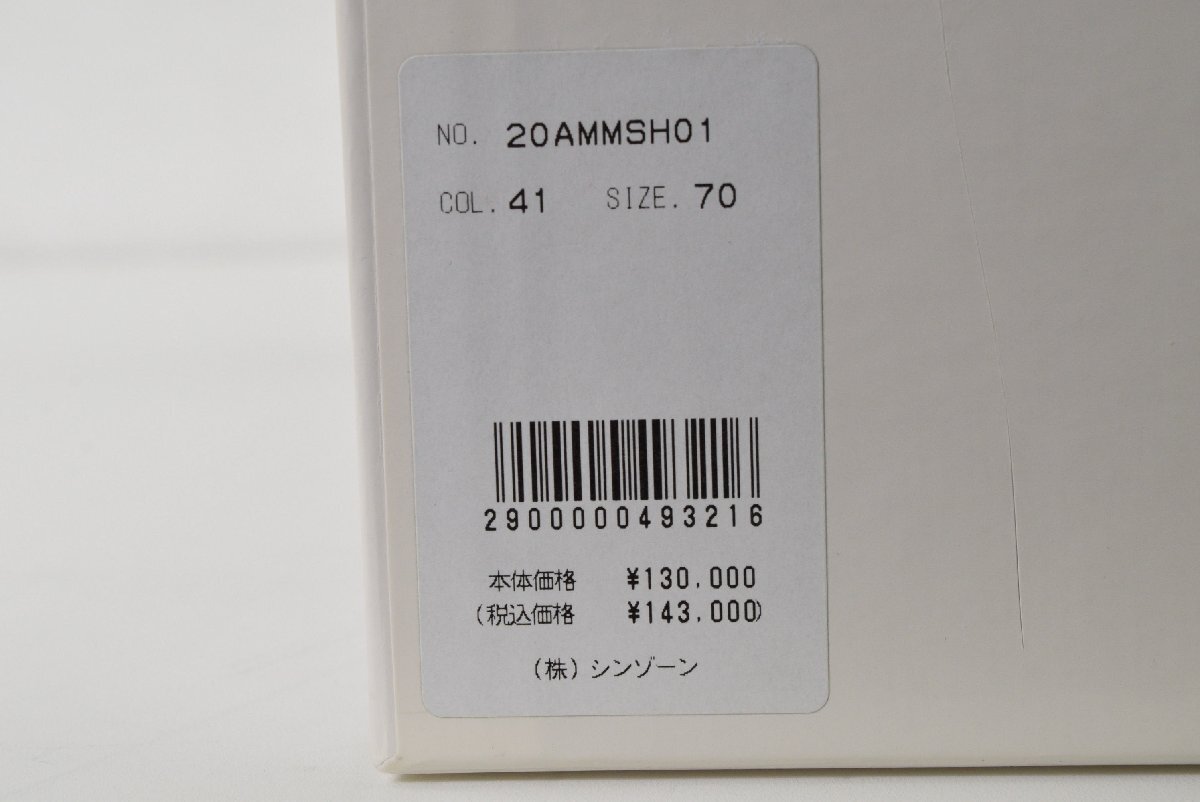 NO. 20AMMSH01
COL. 41 SIZE. 70
2900000493216
本体価格 ¥130,000
(税込価格 ¥143,000)
(株)シンゾーン